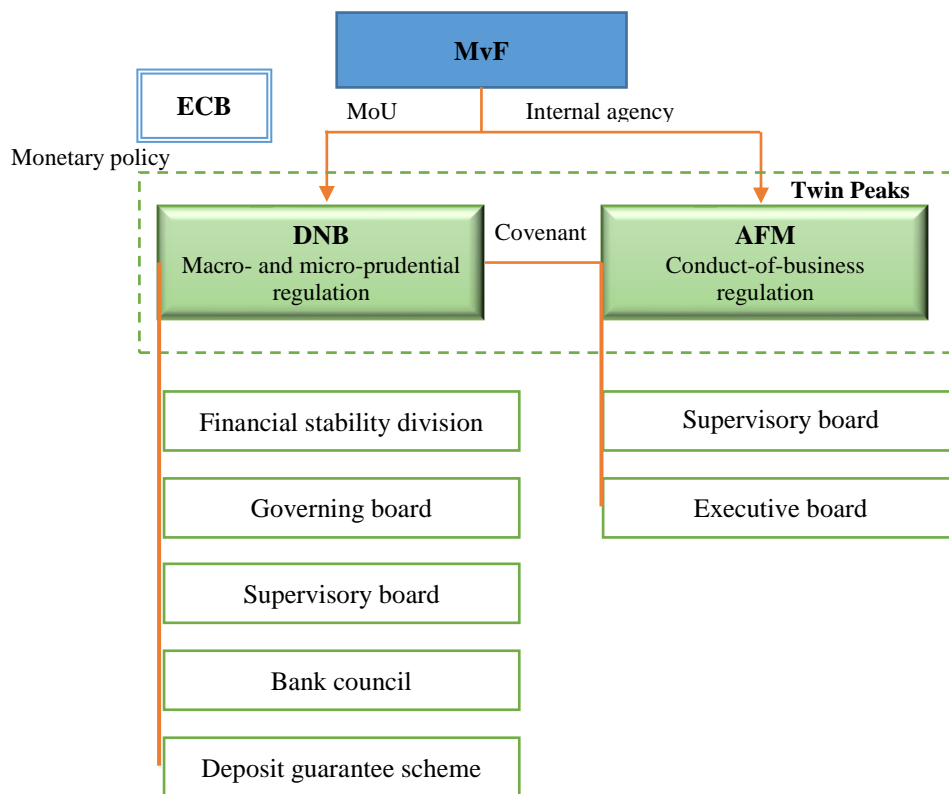 MvF
ECB
MoU
Internal agency
Monetary policy
Twin Peaks
DNB
Macro- and micro-prudential
regulation
Covenant
AFM
Conduct-of-business
regulation
Financial stability division
Supervisory board
Governing board
Executive board
Supervisory board
Bank council
Deposit guarantee scheme